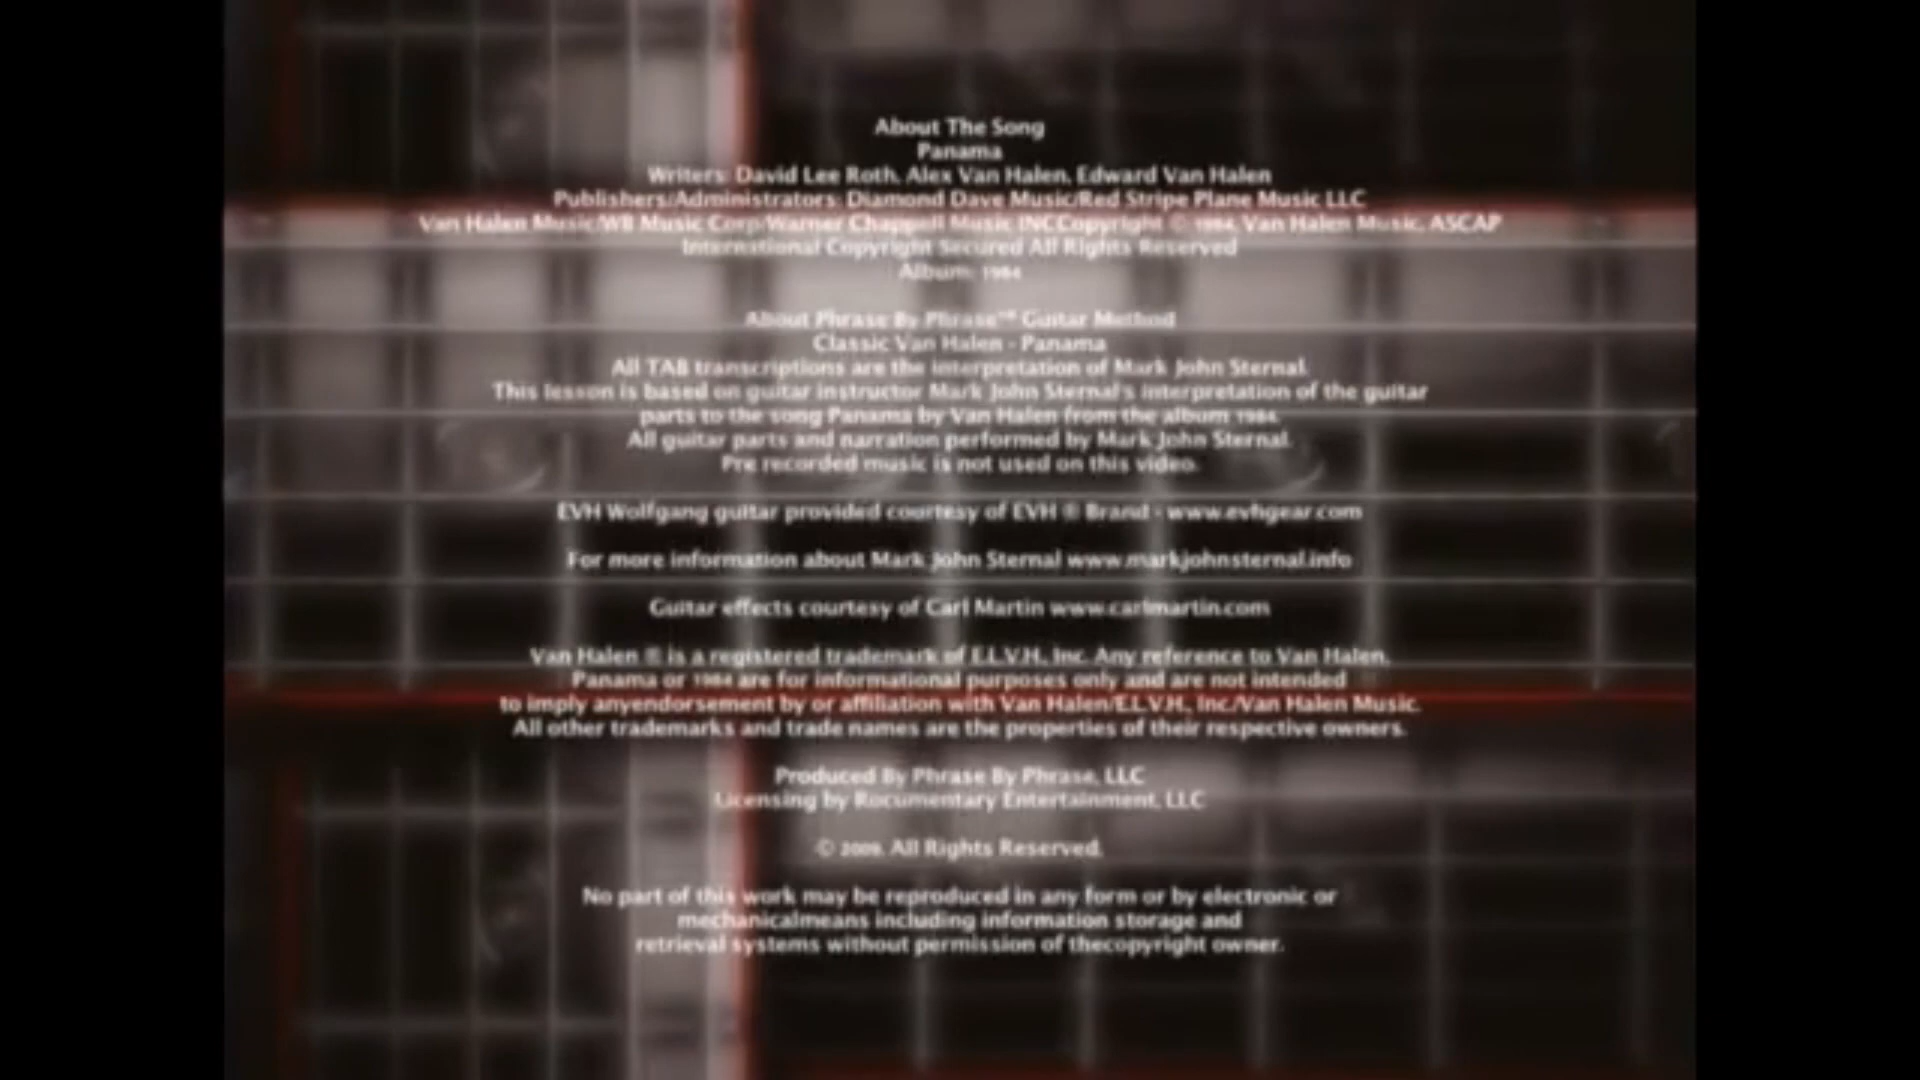 About The Song
Panama
Writers: David Lee Roth, Alex Van Halen, Edward Van Halen
Publishers/Administrators: Diamond Dave Music/Red Stripe Plane Music LLC
Van Halen Music/WB Music Corp/Warner Chappell Music INCCopyright © 1984 Van Halen Music, ASCAP
International Copyright Secured All Rights Reserved
Album: 1984
About Phrase By Phrase™ Guitar Method
Classic Van Halen - Panama
All TAB transcriptions are the interpretation of Mark John Sternal.
This lesson is based on guitar instructor Mark John Sternal's interpretation of the guitar
parts to the song Panama by Van Halen from the album 1984.
All guitar parts and narration performed by Mark John Sternal.
Pre recorded music is not used on this video.
EVH Wolfgang guitar provided courtesy of EVH ® Brand - www.evhgear.com
For more information about Mark John Sternal www.markjohnsternal.info
Guitar effects courtesy of Carl Martin www.carlmartin.com
Van Halen ® is a registered trademark of E.L.V.H., Inc. Any reference to Van Halen,
Panama or 1984 are for informational purposes only and are not intended
to imply anyendorsement by or affiliation with Van Halen/E.L.V.H., Inc./Van Halen Music.
All other trademarks and trade names are the properties of their respective owners.
Produced By Phrase By Phrase, LLC
Licensing by Rocumentary Entertainment, LLC
© 2009. All Rights Reserved.
No part of this work may be reproduced in any form or by electronic or
mechanicalmeans including information storage and
retrieval systems without permission of thecopyright owner.